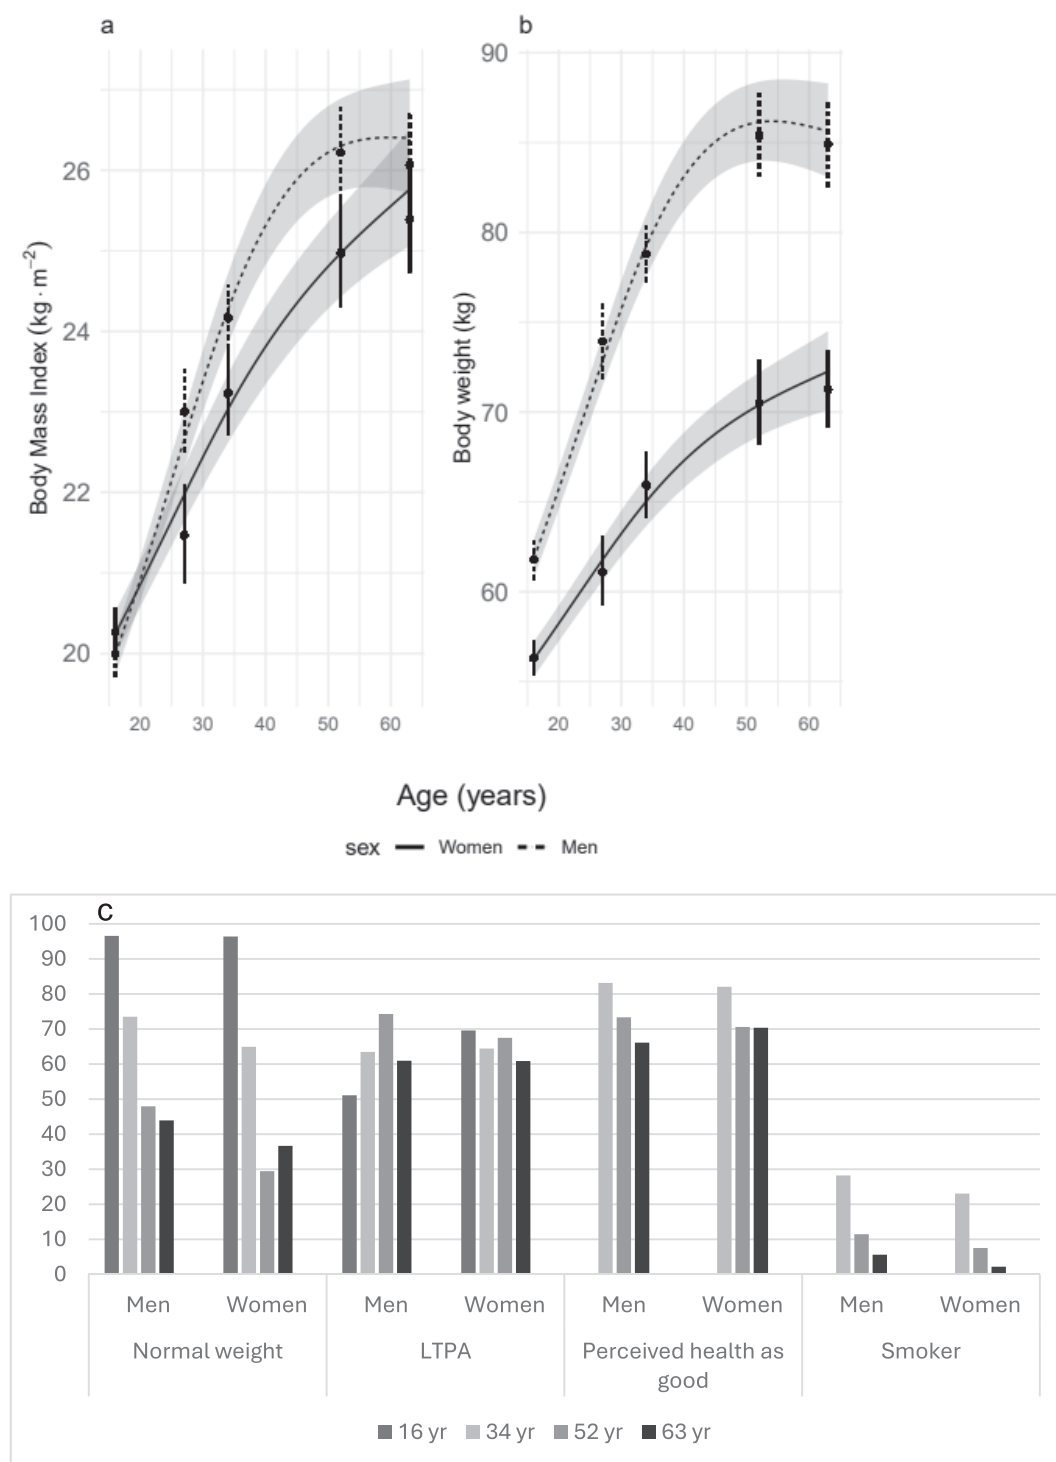 a
b
Body Mass Index (kg · m⁻²)
26
24
22
20
20 30 40 50 60
Body weight (kg)
90
80
70
60
20 30 40 50 60
Age (years)
sex Women Men
c
100
90
80
70
60
50
40
30
20
10
0
Men Women Men Women Men Women Men Women
Normal weight LTPA Perceived health as good Smoker
16 yr 34 yr 52 yr 63 yr